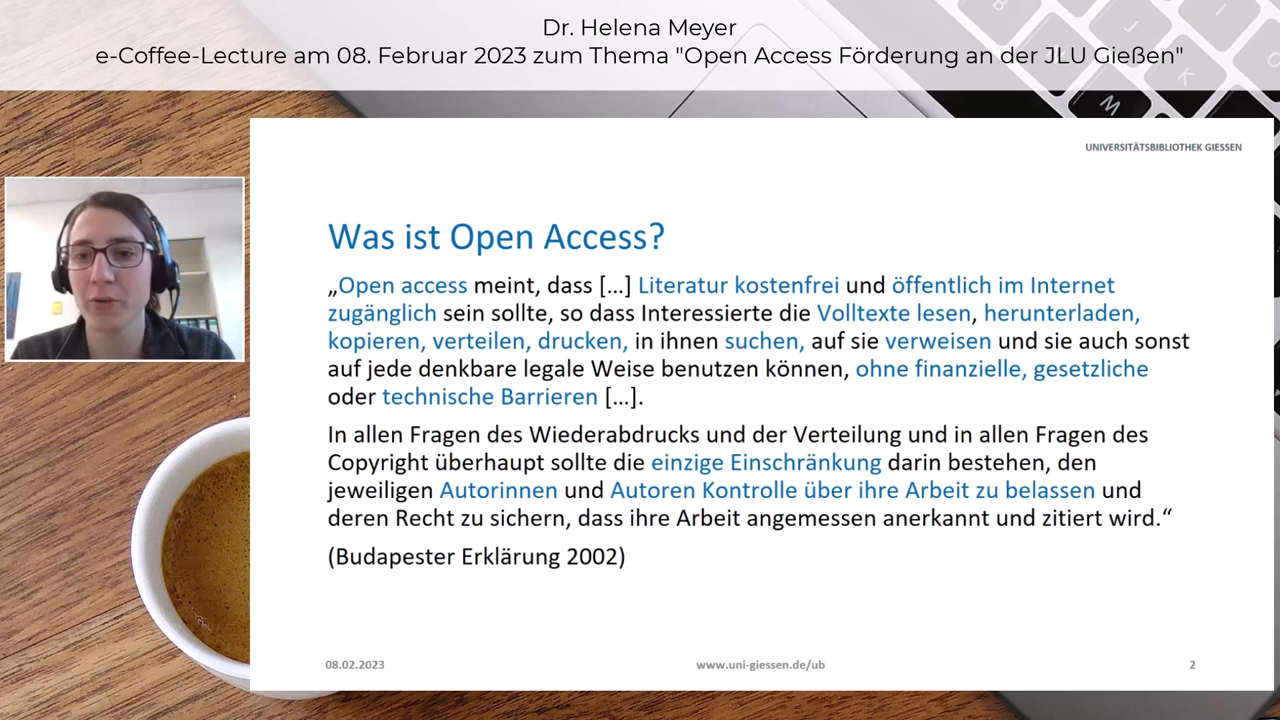 Dr. Helena Meyer
e-Coffee-Lecture am 08. Februar 2023 zum Thema "Open Access Förderung an der JLU Gießen"
UNIVERSITÄTSBIBLIOTHEK GIESSEN
Was ist Open Access?
„Open access meint, dass […] Literatur kostenfrei und öffentlich im Internet
zugänglich sein sollte, so dass Interessierte die Volltexte lesen, herunterladen,
kopieren, verteilen, drucken, in ihnen suchen, auf sie verweisen und sie auch sonst
auf jede denkbare legale Weise benutzen können, ohne finanzielle, gesetzliche
oder technische Barrieren […].
In allen Fragen des Wiederabdrucks und der Verteilung und in allen Fragen des
Copyright überhaupt sollte die einzige Einschränkung darin bestehen, den
jeweiligen Autorinnen und Autoren Kontrolle über ihre Arbeit zu belassen und
deren Recht zu sichern, dass ihre Arbeit angemessen anerkannt und zitiert wird.“
(Budapester Erklärung 2002)
08.02.2023 www.uni-giessen.de/ub 2
B
J
I
K
O
M